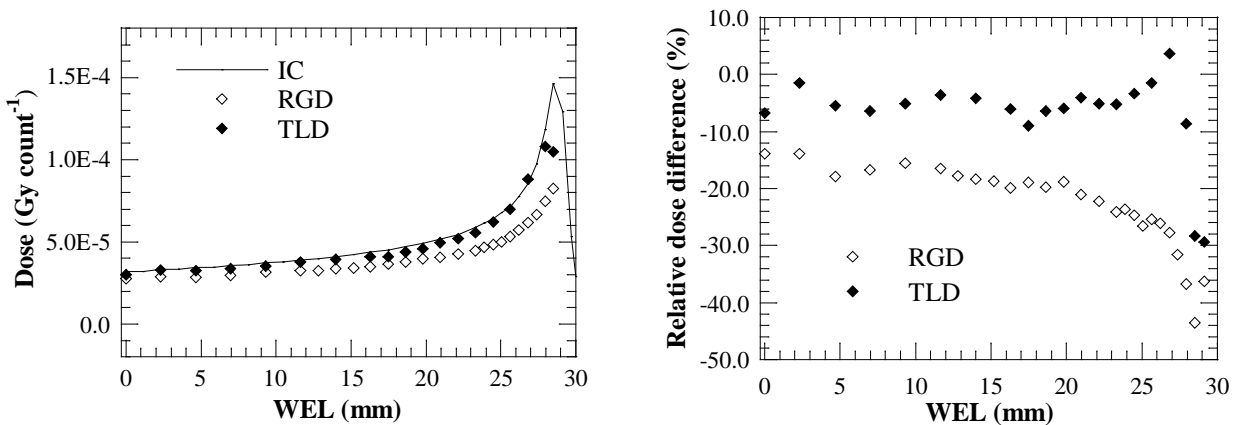 Dose (Gy count-1)
1.5E-4
1.0E-4
5.0E-5
0.0
IC
RGD
TLD
0 5 10 15 20 25 30
WEL (mm)
Relative dose difference (%)
10.0
0.0
-10.0
-20.0
-30.0
-40.0
-50.0
RGD
TLD
0 5 10 15 20 25 30
WEL (mm)